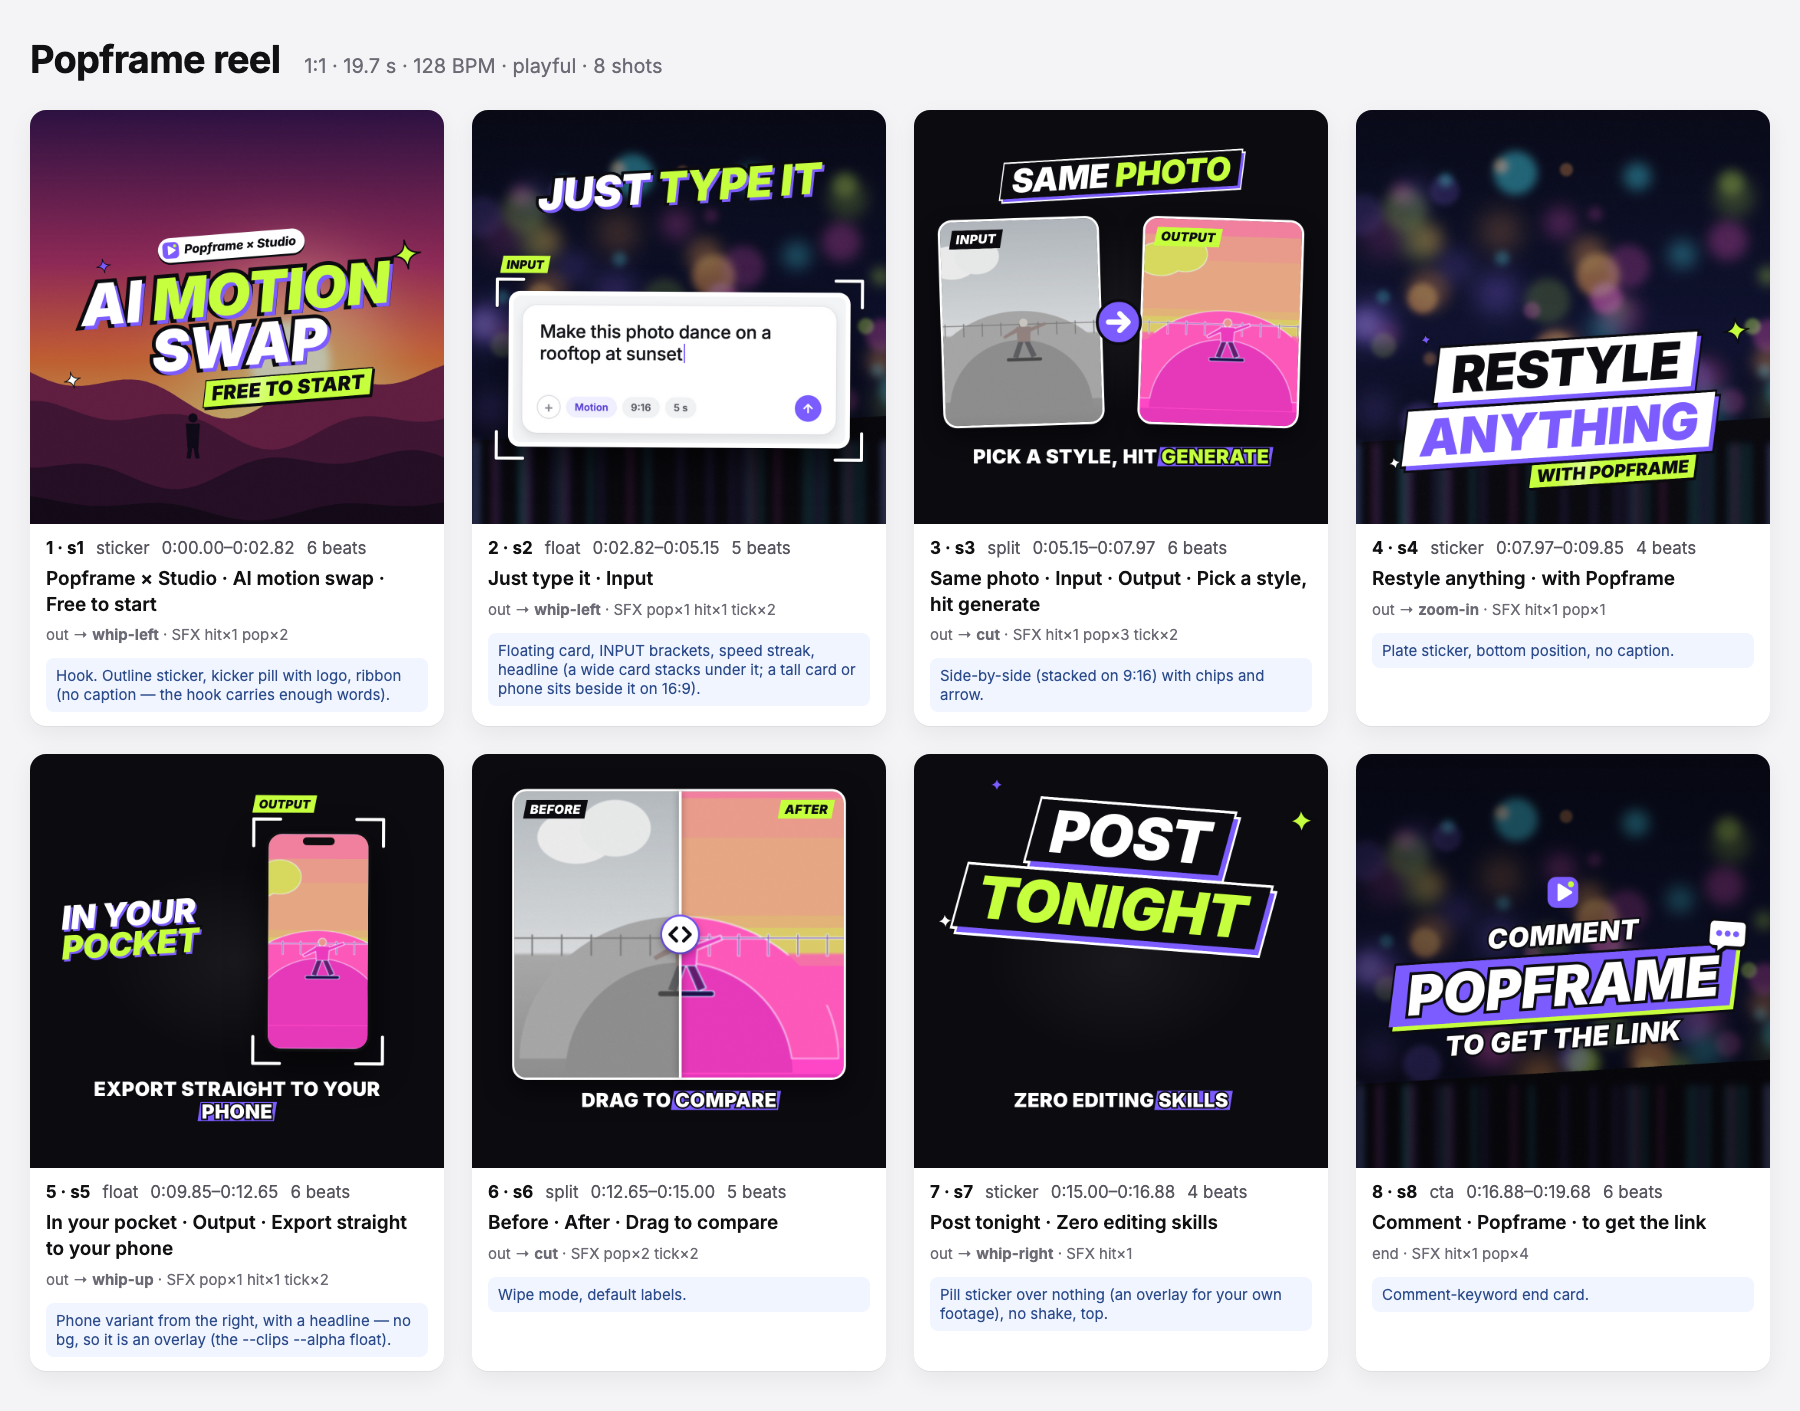 Popframe reel 1:1 · 19.7 s · 128 BPM · playful · 8 shots
Popframe × Studio
AI MOTION
SWAP
FREE TO START
1 · s1 sticker 0:00.00–0:02.82 6 beats
Popframe × Studio · AI motion swap ·
Free to start
out → whip-left · SFX hit×1 pop×2
Hook. Outline sticker, kicker pill with logo, ribbon
(no caption — the hook carries enough words).
JUST TYPE IT
INPUT
Make this photo dance on a
rooftop at sunset
+ Motion 9:16 5 s
2 · s2 float 0:02.82–0:05.15 5 beats
Just type it · Input
out → whip-left · SFX pop×1 hit×1 tick×2
Floating card, INPUT brackets, speed streak,
headline (a wide card stacks under it; a tall card or
phone sits beside it on 16:9).
SAME PHOTO
INPUT
OUTPUT
PICK A STYLE, HIT GENERATE
3 · s3 split 0:05.15–0:07.97 6 beats
Same photo · Input · Output · Pick a style,
hit generate
out → cut · SFX hit×1 pop×3 tick×2
Side-by-side (stacked on 9:16) with chips and
arrow.
RESTYLE
ANYTHING
WITH POPFRAME
4 · s4 sticker 0:07.97–0:09.85 4 beats
Restyle anything · with Popframe
out → zoom-in · SFX hit×1 pop×1
Plate sticker, bottom position, no caption.
OUTPUT
IN YOUR
POCKET
EXPORT STRAIGHT TO YOUR
PHONE
5 · s5 float 0:09.85–0:12.65 6 beats
In your pocket · Output · Export straight
to your phone
out → whip-up · SFX pop×1 hit×1 tick×2
Phone variant from the right, with a headline — no
bg, so it is an overlay (the --clips --alpha float).
BEFORE
AFTER
DRAG TO COMPARE
6 · s6 split 0:12.65–0:15.00 5 beats
Before · After · Drag to compare
out → cut · SFX pop×2 tick×2
Wipe mode, default labels.
POST
TONIGHT
ZERO EDITING SKILLS
7 · s7 sticker 0:15.00–0:16.88 4 beats
Post tonight · Zero editing skills
out → whip-right · SFX hit×1
Pill sticker over nothing (an overlay for your own
footage), no shake, top.
COMMENT
POPFRAME
TO GET THE LINK
8 · s8 cta 0:16.88–0:19.68 6 beats
Comment · Popframe · to get the link
end · SFX hit×1 pop×4
Comment-keyword end card.